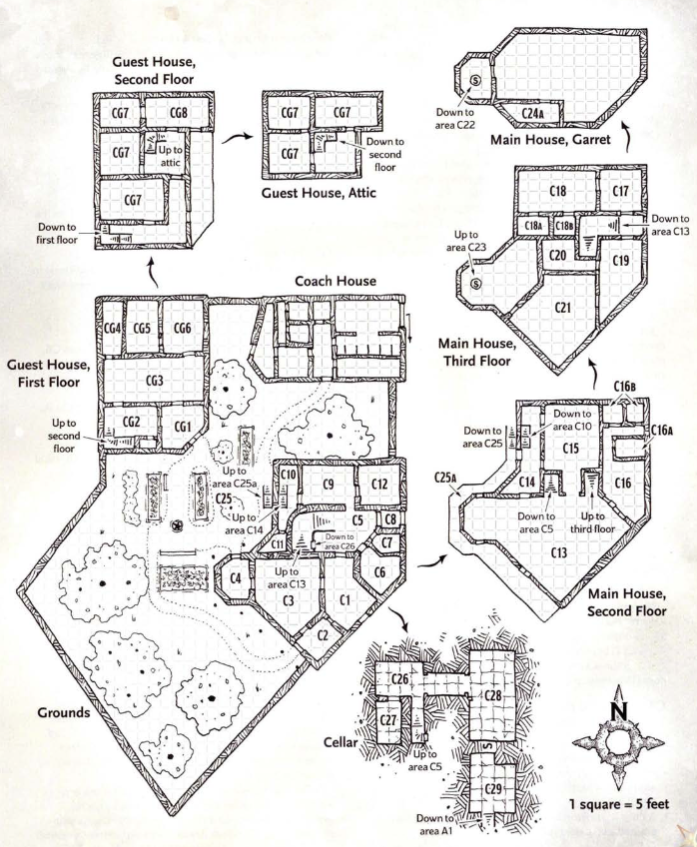 Guest House,
Second Floor
CG7
CG8
CG7
Up to
attic
CG7
Down to
first floor
CG7
CG7
CG7
Down to
second
floor
Guest House, Attic
S
Down to
area C22
C24A
Main House, Garret
C18
C17
C18A
C18B
Down to
area C13
Up to
area C23
C20
C19
S
C21
Main House,
Third Floor
Coach House
CG4
CG5
CG6
Guest House,
First Floor
CG3
CG2
CG1
Up to
second
floor
Up to
area C25a
C25
C10
C9
C12
Up to
area C14
C5
C8
C11
Down to
area C26
C7
C4
Up to
area C13
C6
C3
C1
C2
Grounds
C16B
Down to
area C10
C16A
Down to
area C25
C15
C25A
C14
C16
Down to
area C5
Up to
third floor
C13
Main House,
Second Floor
C26
C28
C27
Cellar
Up to
area C5
S
C29
Down to
area A1
N
1 square = 5 feet